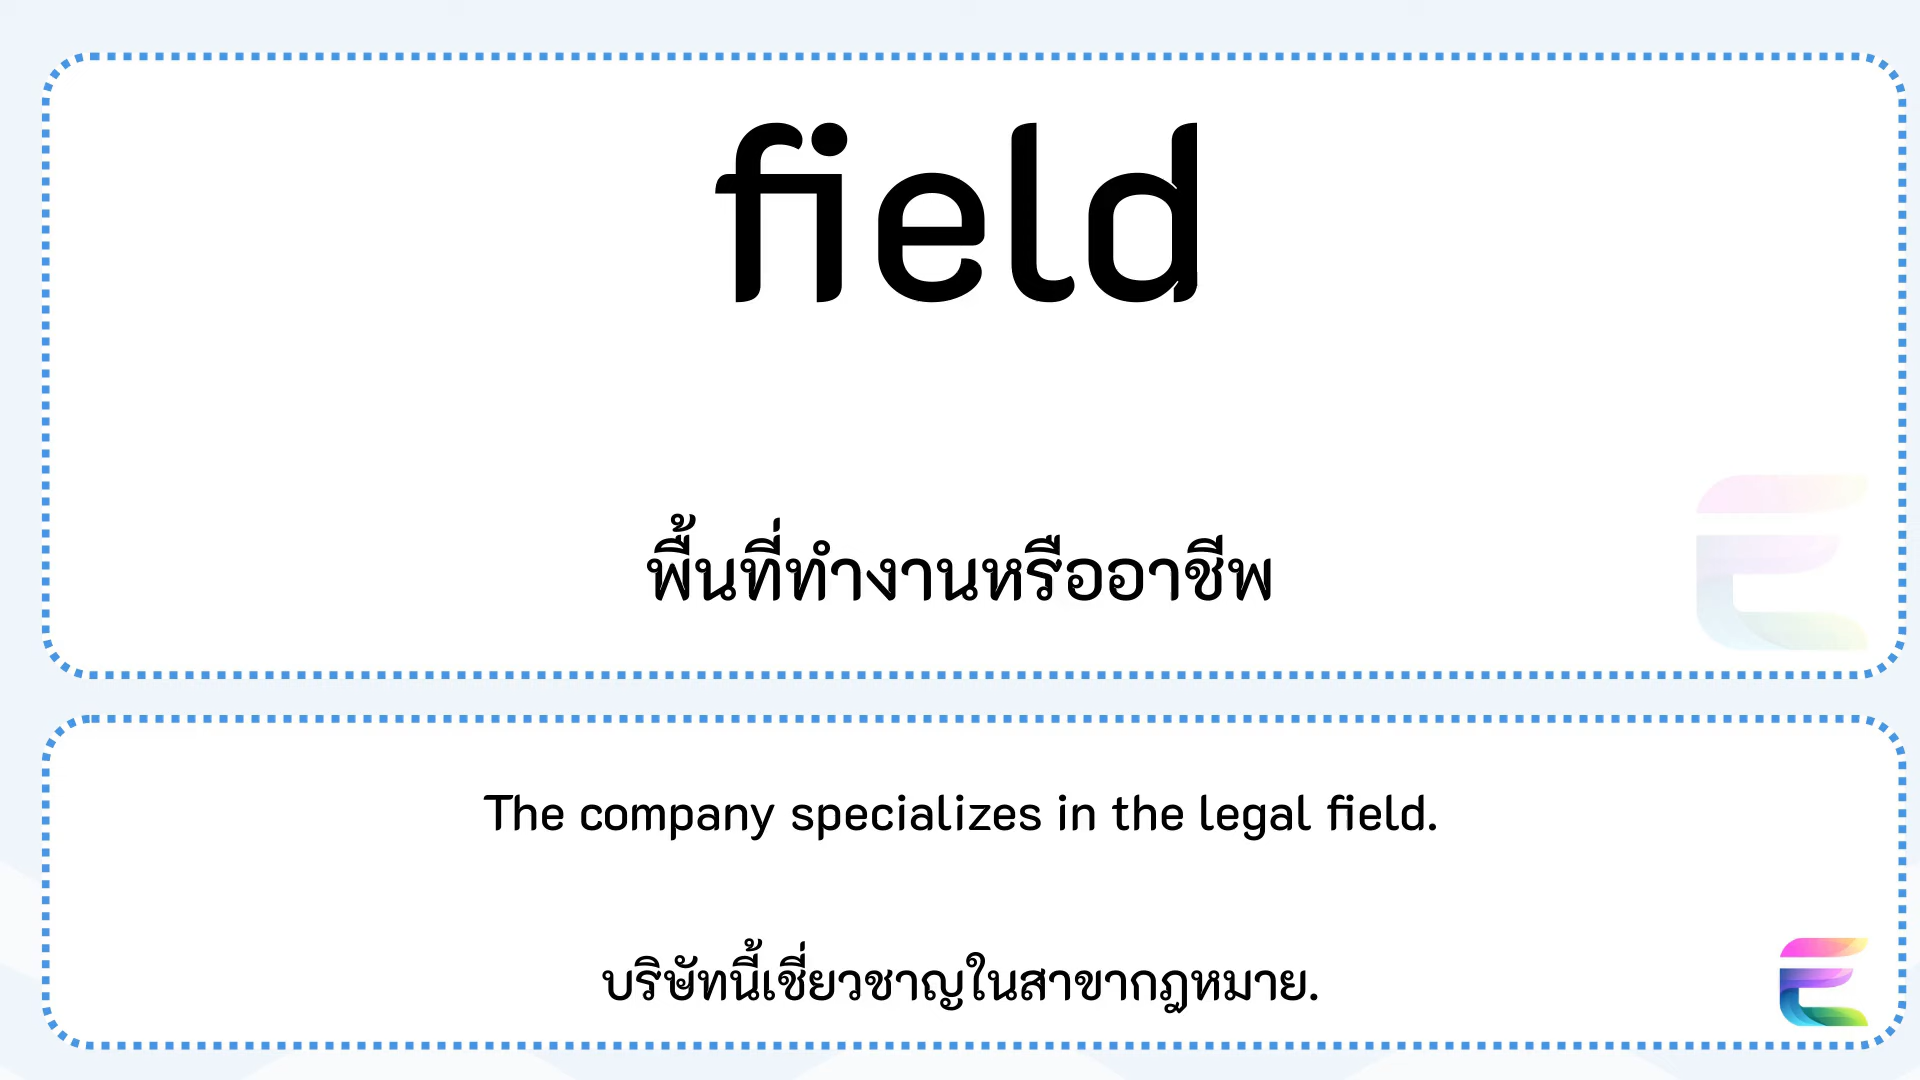 field
พื้นที่ทำงานหรืออาชีพ
The company specializes in the legal field.
บริษัทนี้เชี่ยวชาญในสาขากฎหมาย.